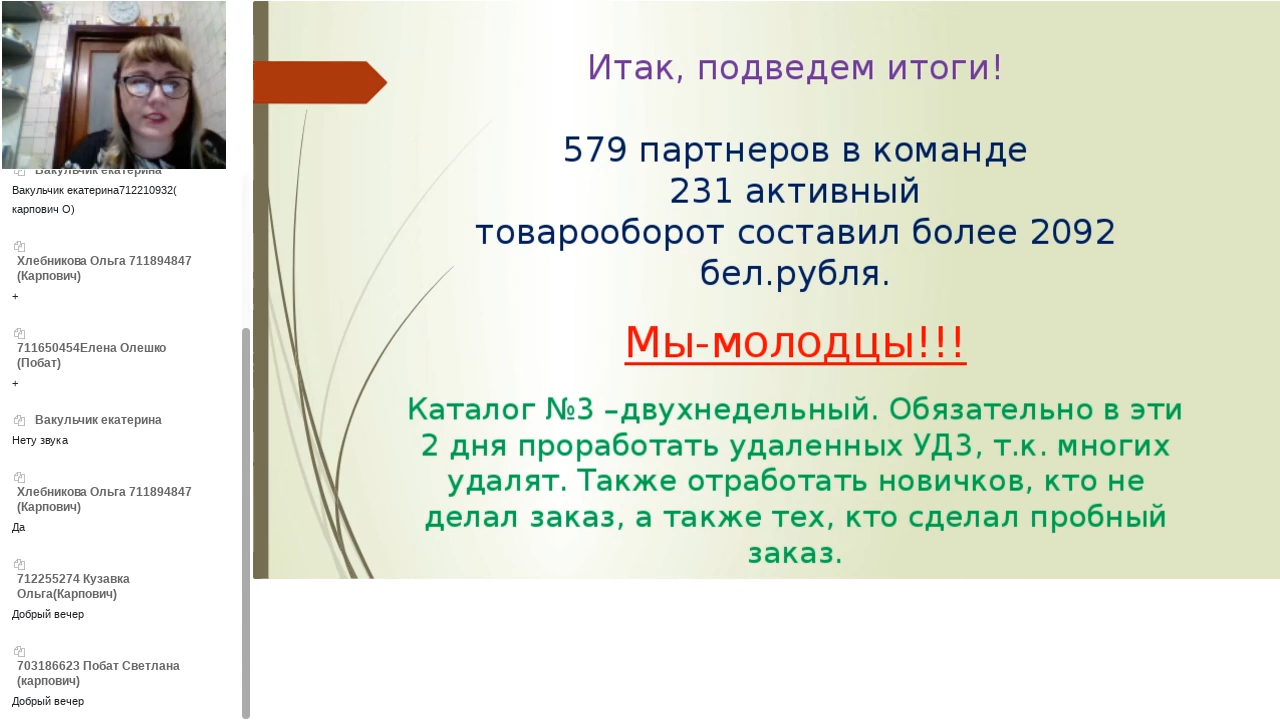 Вакульчик екатерина
Вакульчик екатерина712210932(
карпович О)
Хлебникова Ольга 711894847
(Карпович)
+
711650454Елена Олешко
(Побат)
+
Вакульчик екатерина
Нету звука
Хлебникова Ольга 711894847
(Карпович)
Да
712255274 Кузавка
Ольга(Карпович)
Добрый вечер
703186623 Побат Светлана
(карпович)
Добрый вечер
Итак, подведем итоги!
579 партнеров в команде
231 активный
товарооборот составил более 2092
бел.рубля.
Мы-молодцы!!!
Каталог №3 –двухнедельный. Обязательно в эти
2 дня проработать удаленных УД3, т.к. многих
удалят. Также отработать новичков, кто не
делал заказ, а также тех, кто сделал пробный
заказ.